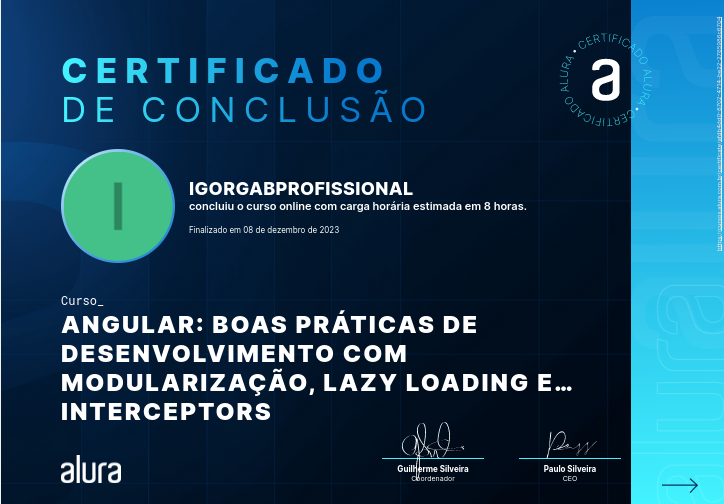 CERTIFICADO
DE CONCLUSÃO
CERTIFICADO ALURA • CERTIFICADO ALURA •
a
I
IGORGABPROFISSIONAL
concluiu o curso online com carga horária estimada em 8 horas.
Finalizado em 08 de dezembro de 2023
Curso_
ANGULAR: BOAS PRÁTICAS DE
DESENVOLVIMENTO COM
MODULARIZAÇÃO, LAZY LOADING E...
INTERCEPTORS
alura
Guilherme Silveira
Coordenador
Paulo Silveira
CEO
alura